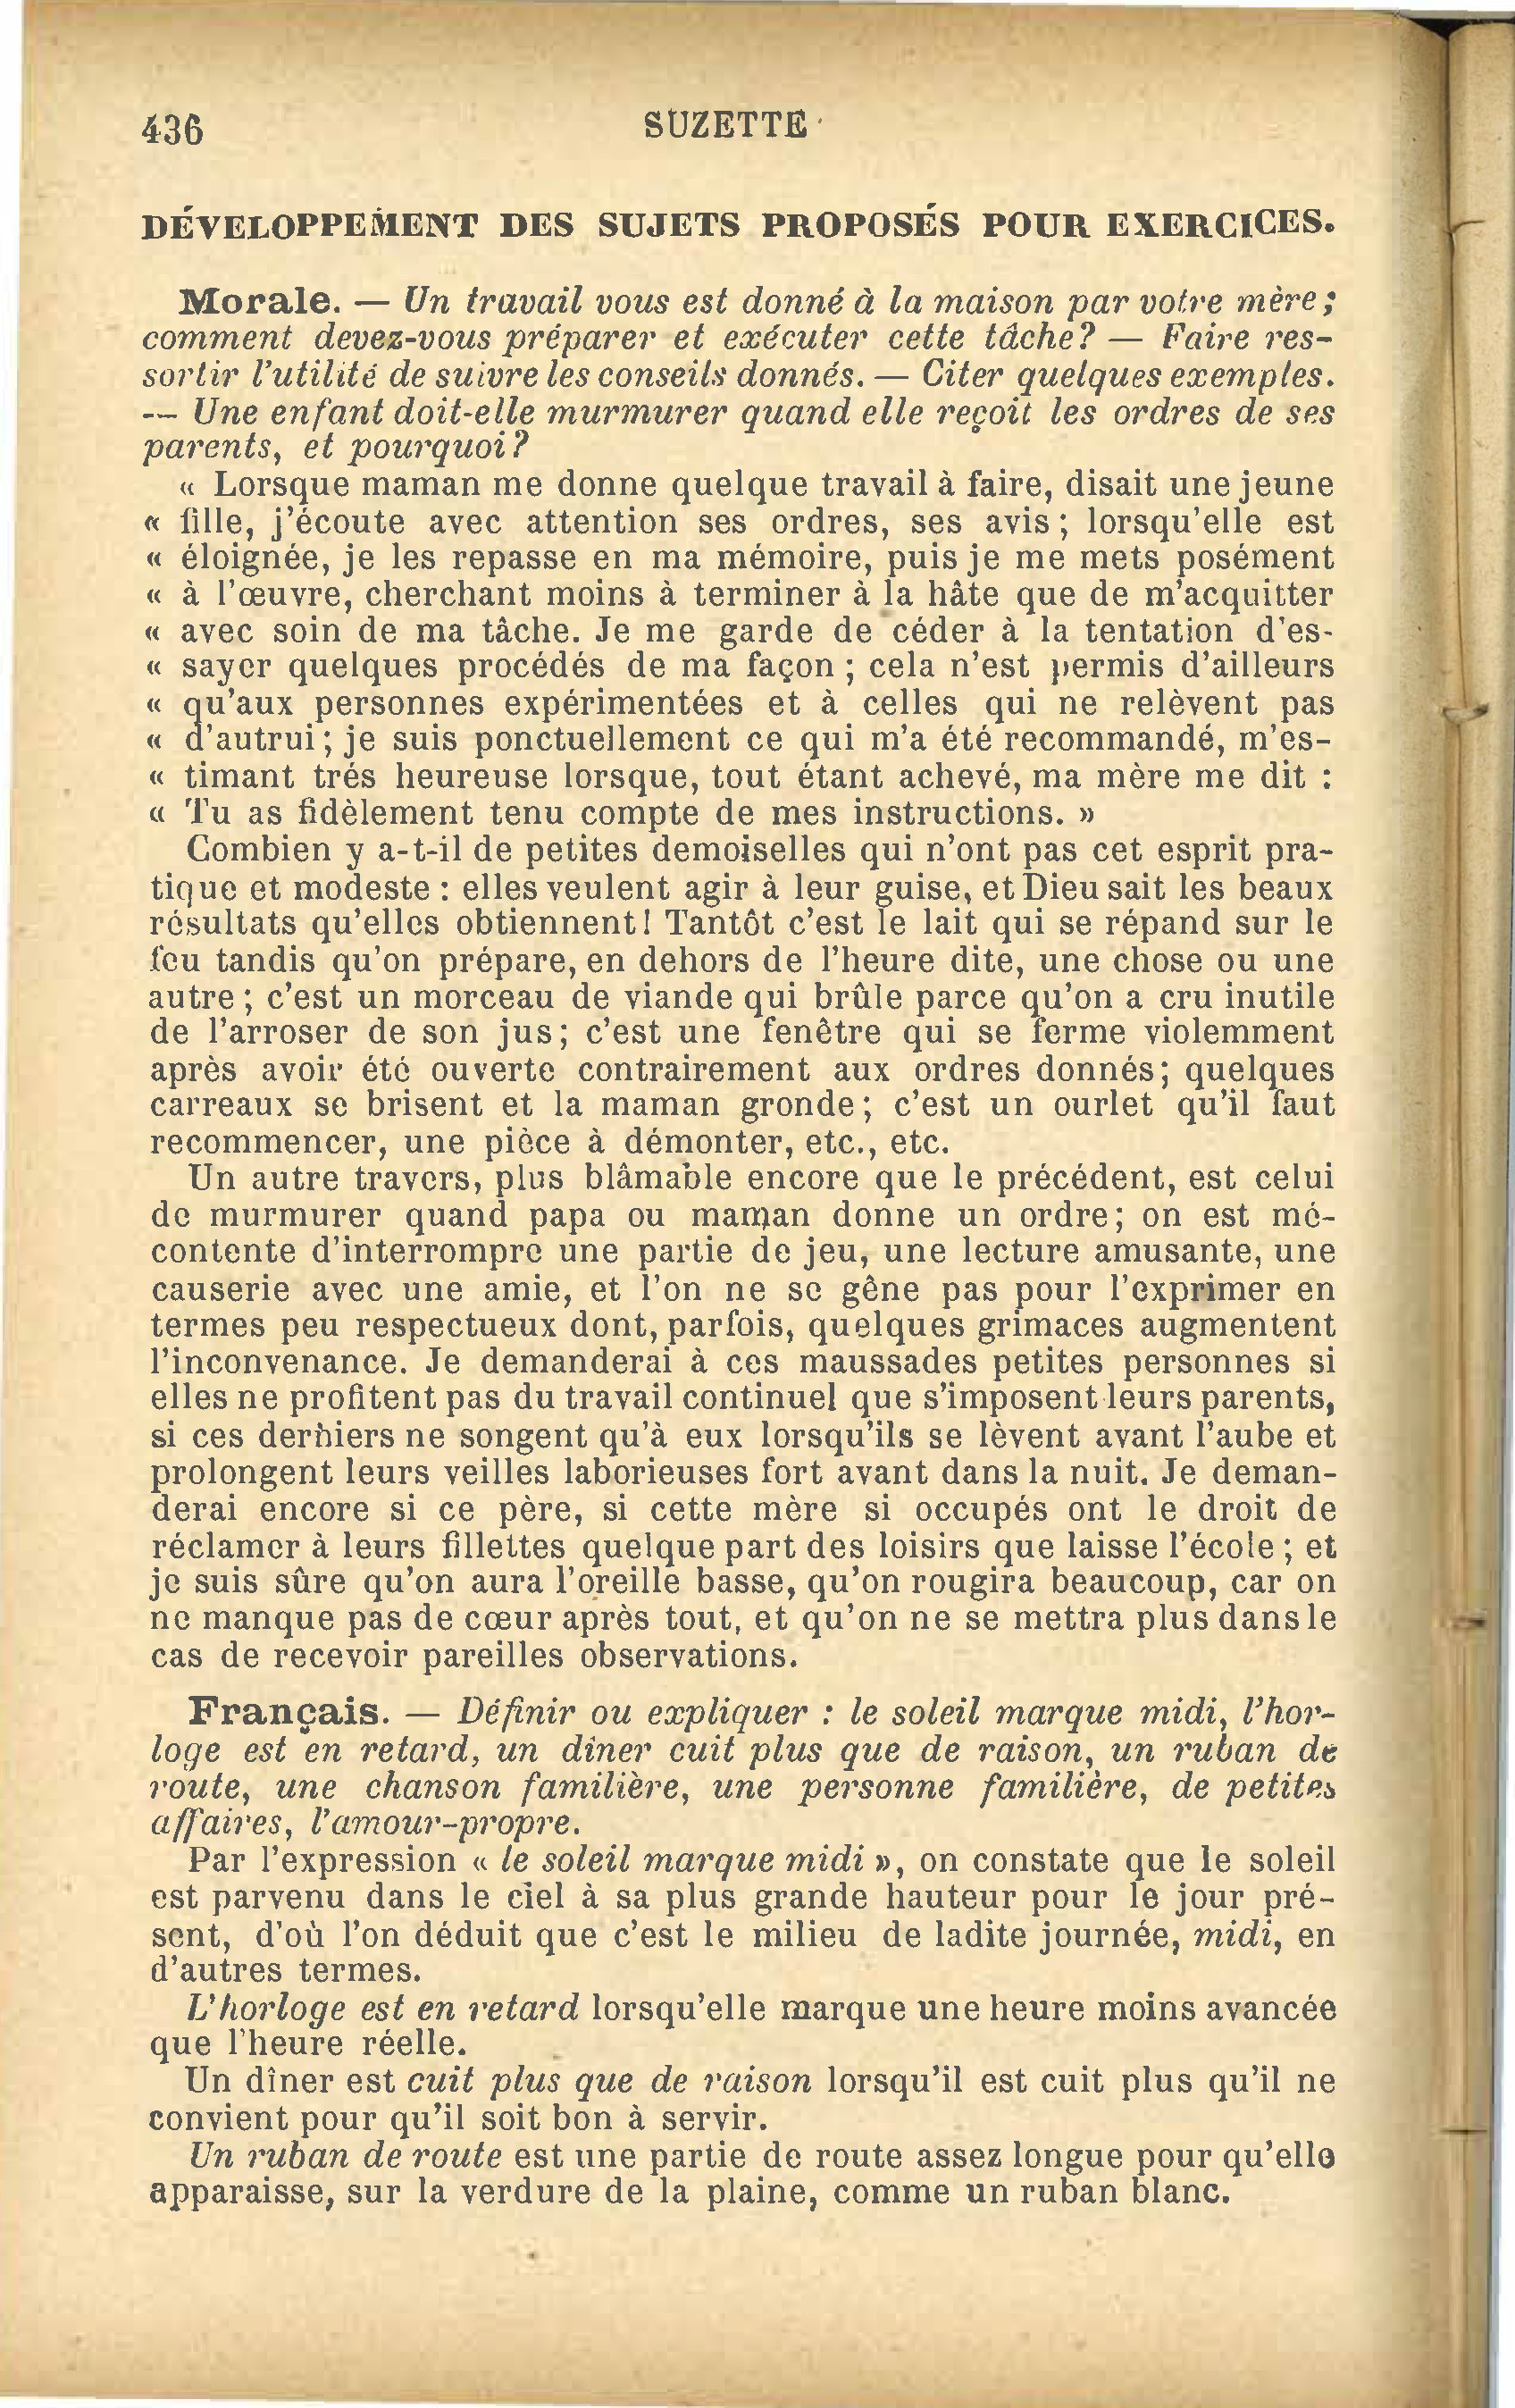 436
SUZETTE
DÉVELOPPEMENT DES SUJETS PROPOSÉS POUR EXERCICES.
Morale. — Un travail vous est donné à la maison par votre mère;
comment devez-vous préparer et exécuter cette tâche? — Faire res-
sortir l'utilité de suivre les conseils donnés. — Citer quelques exemples.
— Une enfant doit-elle murmurer quand elle reçoit les ordres de ses
parents, et pourquoi?
« Lorsque maman me donne quelque travail à faire, disait une jeune
« fille, j'écoute avec attention ses ordres, ses avis; lorsqu'elle est
« éloignée, je les repasse en ma mémoire, puis je me mets posément
« à l'œuvre, cherchant moins à terminer à la hâte que de m'acquitter
« avec soin de ma tâche. Je me garde de céder à la tentation d'es-
« sayer quelques procédés de ma façon; cela n'est permis d'ailleurs
« qu'aux personnes expérimentées et à celles qui ne relèvent pas
« d'autrui; je suis ponctuellement ce qui m'a été recommandé, m'es-
« timant trés heureuse lorsque, tout étant achevé, ma mère me dit :
« Tu as fidèlement tenu compte de mes instructions. »
Combien y a-t-il de petites demoiselles qui n'ont pas cet esprit pra-
tique et modeste : elles veulent agir à leur guise, et Dieu sait les beaux
résultats qu'elles obtiennent! Tantôt c'est le lait qui se répand sur le
feu tandis qu'on prépare, en dehors de l'heure dite, une chose ou une
autre; c'est un morceau de viande qui brûle parce qu'on a cru inutile
de l'arroser de son jus; c'est une fenêtre qui se ferme violemment
après avoir été ouverte contrairement aux ordres donnés; quelques
carreaux se brisent et la maman gronde; c'est un ourlet qu'il faut
recommencer, une pièce à démonter, etc., etc.
Un autre travers, plus blâmable encore que le précédent, est celui
de murmurer quand papa ou maman donne un ordre; on est mé-
contente d'interrompre une partie de jeu, une lecture amusante, une
causerie avec une amie, et l'on ne se gêne pas pour l'exprimer en
termes peu respectueux dont, parfois, quelques grimaces augmentent
l'inconvenance. Je demanderai à ces maussades petites personnes si
elles ne profitent pas du travail continuel que s'imposent leurs parents,
si ces derniers ne songent qu'à eux lorsqu'ils se lèvent avant l'aube et
prolongent leurs veilles laborieuses fort avant dans la nuit. Je deman-
derai encore si ce père, si cette mère si occupés ont le droit de
réclamer à leurs fillettes quelque part des loisirs que laisse l'école; et
je suis sûre qu'on aura l'oreille basse, qu'on rougira beaucoup, car on
ne manque pas de cœur après tout, et qu'on ne se mettra plus dans le
cas de recevoir pareilles observations.
Français. — Définir ou expliquer : le soleil marque midi, l'hor-
loge est en retard, un dîner cuit plus que de raison, un ruban de
route, une chanson familière, une personne familière, de petites
affaires, l'amour-propre.
Par l'expression « le soleil marque midi », on constate que le soleil
est parvenu dans le ciel à sa plus grande hauteur pour le jour pré-
sent, d'où l'on déduit que c'est le milieu de ladite journée, midi, en
d'autres termes.
L'horloge est en retard lorsqu'elle marque une heure moins avancée
que l'heure réelle.
Un dîner est cuit plus que de raison lorsqu'il est cuit plus qu'il ne
convient pour qu'il soit bon à servir.
Un ruban de route est une partie de route assez longue pour qu'elle
apparaisse, sur la verdure de la plaine, comme un ruban blanc.